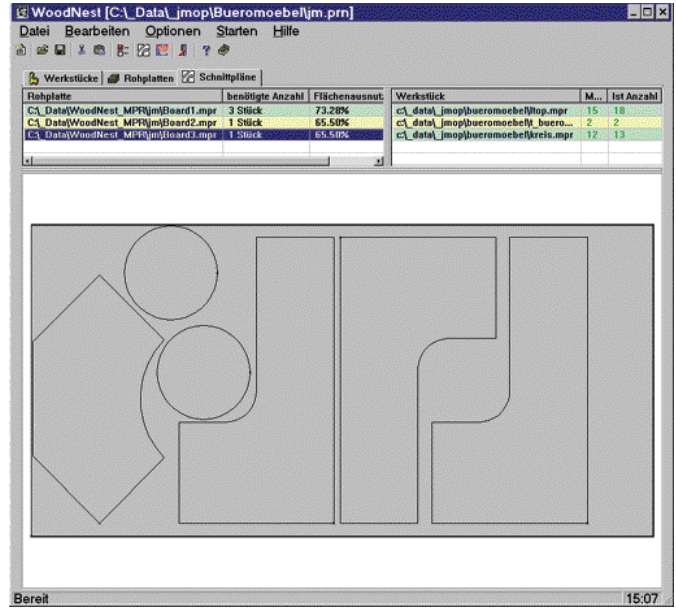 WoodNest [C:\_Data\_jmop\Bueromoebel\jm.prn]
Datei Bearbeiten Optionen Starten Hilfe
Werkstücke Rohplatten Schnittpläne
Rohplatte benötigte Anzahl Flächenausnut: Werkstück M... Ist Anzahl
C:\_Data\WoodNest_MPR\jm\Board1.mpr 3 Stück 73.28% c:\_data\_jmop\bueromoebel\ltop.mpr 15 18
C:\_Data\WoodNest_MPR\jm\Board2.mpr 1 Stück 65.50% c:\_data\_jmop\bueromoebel\t_buero... 2 2
C:\_Data\WoodNest_MPR\jm\Board3.mpr 1 Stück 65.50% c:\_data\_jmop\bueromoebel\kreis.mpr 12 13
Bereit 15:07